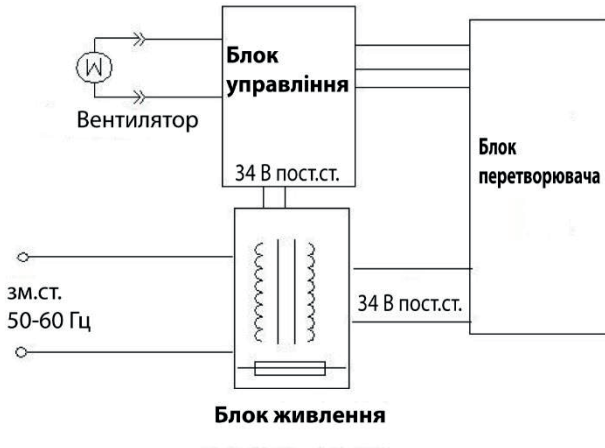 Блок
управління
Вентилятор
34 В пост.ст.
Блок
перетворювача
зм.ст.
50-60 Гц
34 В пост.ст.
Блок живлення